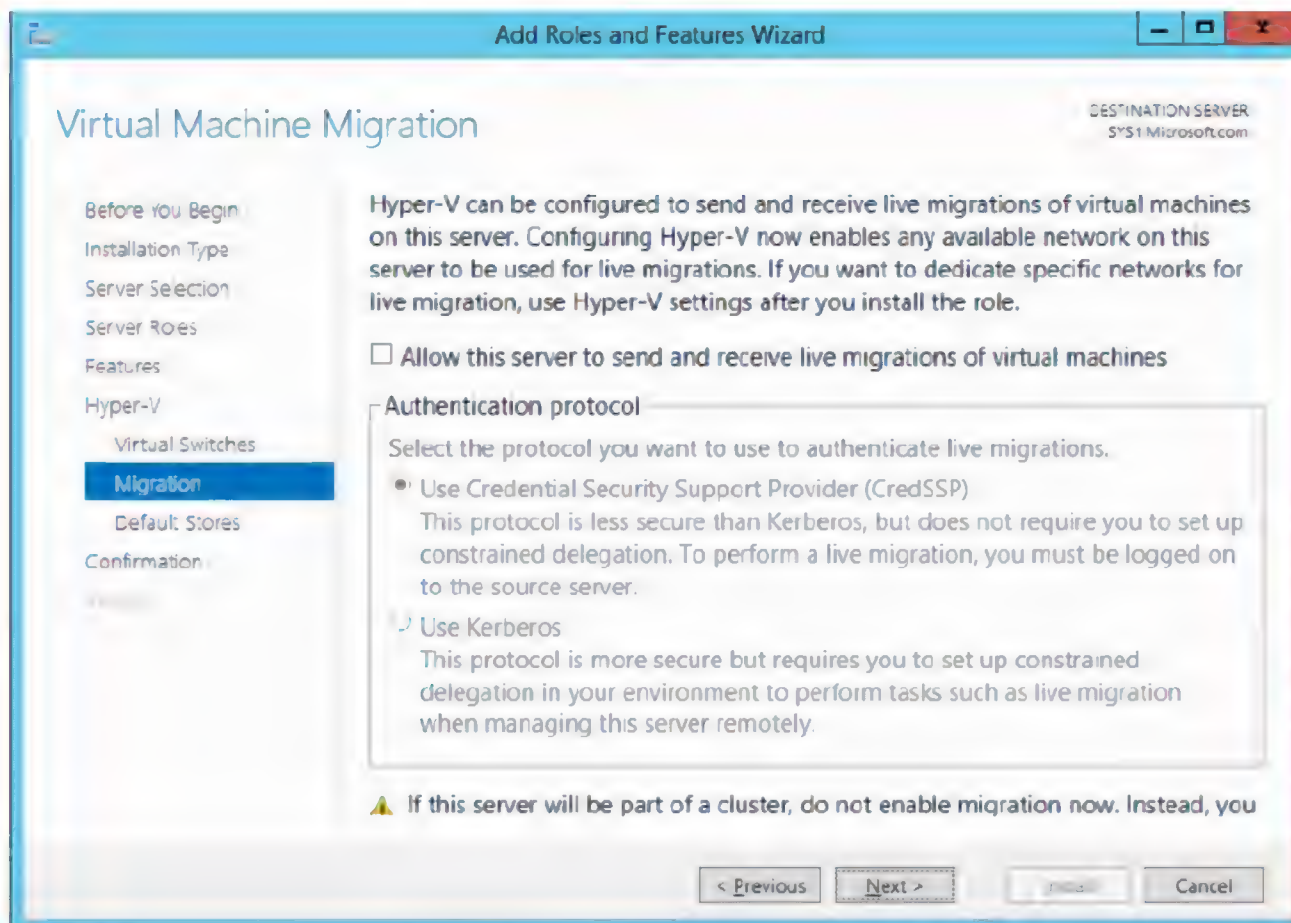 Add Roles and Features Wizard
Virtual Machine Migration
DESTINATION SERVER
SYS1 Microsoft.com
Before You Begin
Installation Type
Server Selection
Server Roles
Features
Hyper-V
Virtual Switches
Migration
Default Stores
Confirmation
Hyper-V can be configured to send and receive live migrations of virtual machines
on this server. Configuring Hyper-V now enables any available network on this
server to be used for live migrations. If you want to dedicate specific networks for
live migration, use Hyper-V settings after you install the role.
Allow this server to send and receive live migrations of virtual machines
Authentication protocol
Select the protocol you want to use to authenticate live migrations.
Use Credential Security Support Provider (CredSSP)
This protocol is less secure than Kerberos, but does not require you to set up
constrained delegation. To perform a live migration, you must be logged on
to the source server.
Use Kerberos
This protocol is more secure but requires you to set up constrained
delegation in your environment to perform tasks such as live migration
when managing this server remotely.
If this server will be part of a cluster, do not enable migration now. Instead, you
< Previous
Next >
Cancel